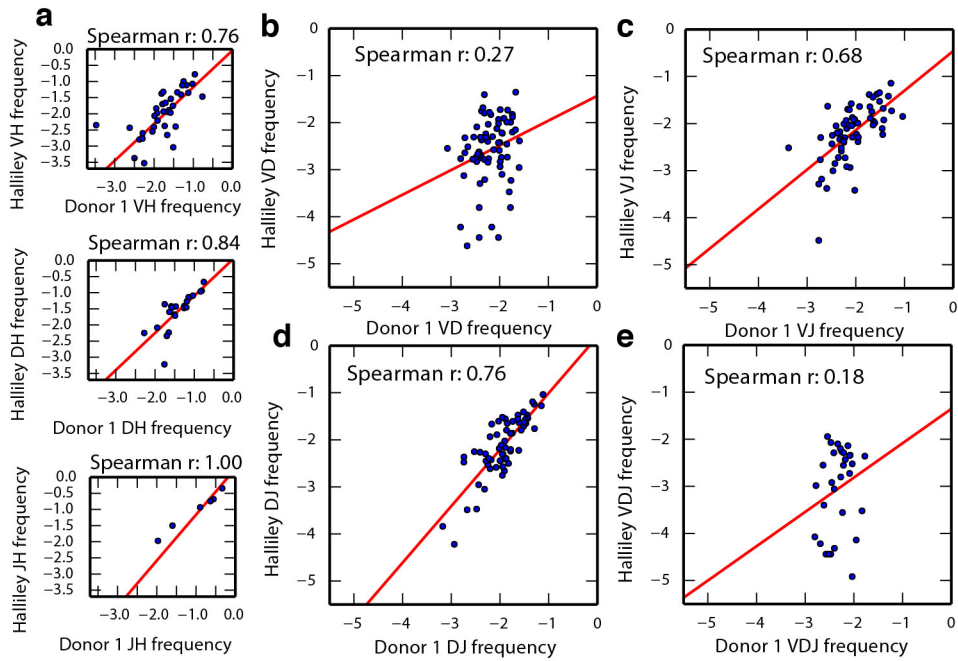 a
Spearman r: 0.76
0.0
−0.5
−1.0
−1.5
−2.0
−2.5
−3.0
−3.5
Halliley VH frequency
−3.0 −2.0 −1.0 0.0
Donor 1 VH frequency
Spearman r: 0.84
0.0
−0.5
−1.0
−1.5
−2.0
−2.5
−3.0
−3.5
Halliley DH frequency
−3.0 −2.0 −1.0 0.0
Donor 1 DH frequency
Spearman r: 1.00
0.0
−0.5
−1.0
−1.5
−2.0
−2.5
−3.0
−3.5
Halliley JH frequency
−3.0 −2.0 −1.0 0.0
Donor 1 JH frequency
b
Spearman r: 0.27
0
−1
−2
−3
−4
−5
Halliley VD frequency
−5 −4 −3 −2 −1 0
Donor 1 VD frequency
c
Spearman r: 0.68
0
−1
−2
−3
−4
−5
Halliley VJ frequency
−5 −4 −3 −2 −1 0
Donor 1 VJ frequency
d
Spearman r: 0.76
0
−1
−2
−3
−4
−5
Halliley DJ frequency
−5 −4 −3 −2 −1 0
Donor 1 DJ frequency
e
Spearman r: 0.18
0
−1
−2
−3
−4
−5
Halliley VDJ frequency
−5 −4 −3 −2 −1 0
Donor 1 VDJ frequency